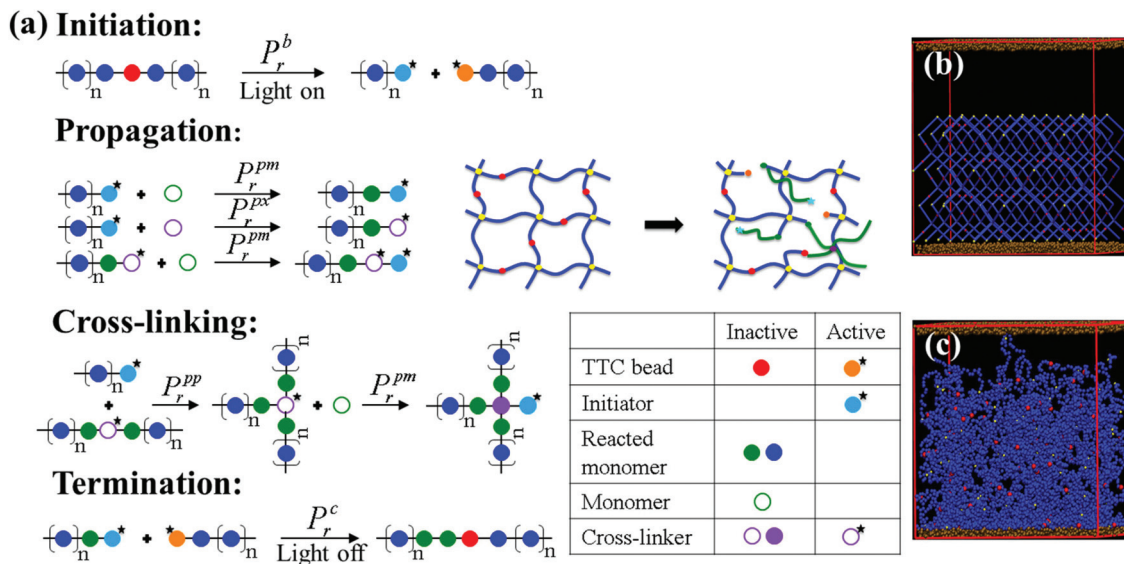 (a) Initiation:
P_r^b
n Light on n + n
Propagation:
n + P_r^pm n
n + P_r^px n
n + P_r^pm n
Cross-linking:
n
n + P_r^pp n + P_r^pm n
n n n
Termination:
P_r^c
n + n Light off n n
Inactive Active
TTC bead
Initiator
Reacted
monomer
Monomer
Cross-linker
(b)
(c)